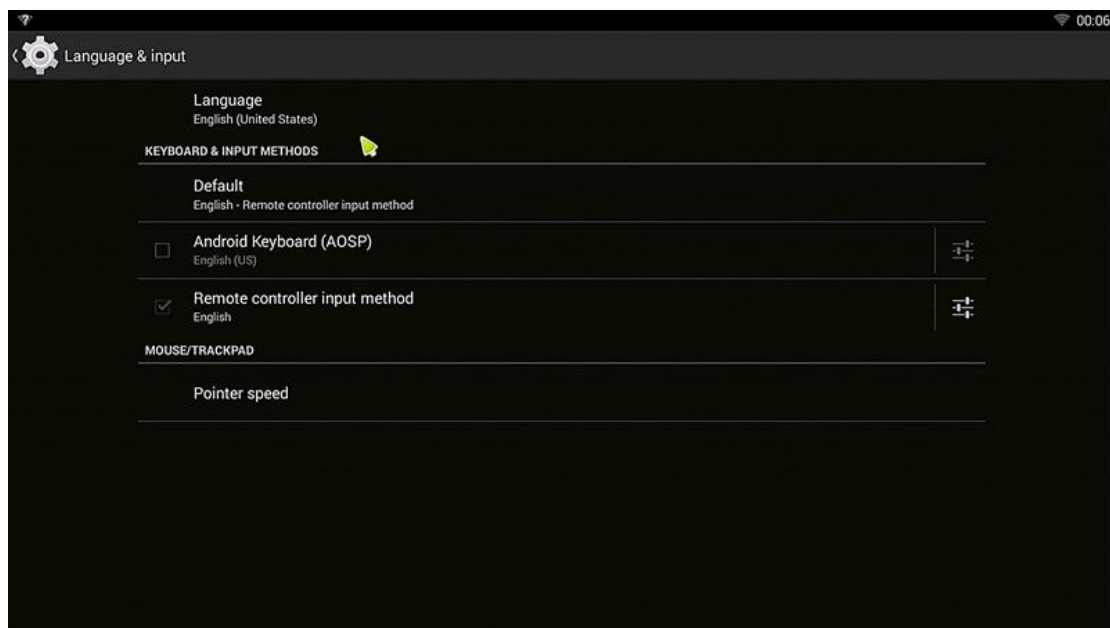 00:06
Language & input
Language
English (United States)
KEYBOARD & INPUT METHODS
Default
English - Remote controller input method
Android Keyboard (AOSP)
English (US)
Remote controller input method
English
MOUSE/TRACKPAD
Pointer speed